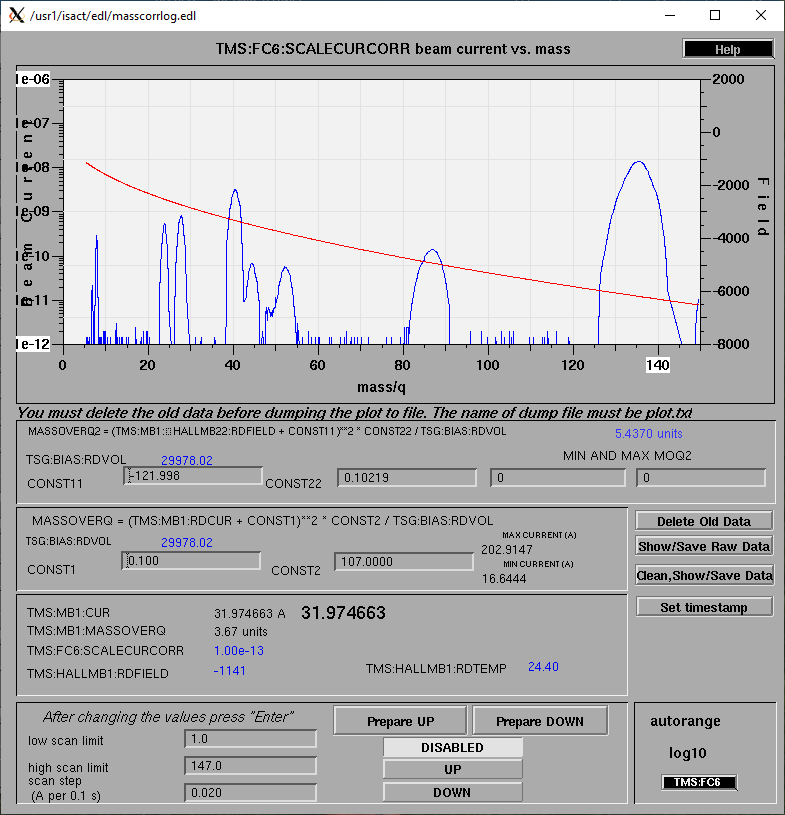 /usr1/isact/edl/masscorrlog.edl
TMS:FC6:SCALECURCORR beam current vs. mass
Help
1e-06
1e-07
1e-08
1e-09
1e-10
1e-11
1e-12
Beam Current
2000
0
-2000
-4000
-6000
-8000
Field
0 20 40 60 80 100 120 140
mass/q
You must delete the old data before dumping the plot to file. The name of dump file must be plot.txt
MASSOVERQ2 = (TMS:MB1: HALLMB22:RDFIELD + CONST11)**2 * CONST22 / TSG:BIAS:RDVOL
5.4370 units
TSG:BIAS:RDVOL 29978.02
MIN AND MAX MOQ2
CONST11 -121.998 CONST22 0.10219 0 0
MASSOVERQ = (TMS:MB1:RDCUR + CONST1)**2 * CONST2 / TSG:BIAS:RDVOL
TSG:BIAS:RDVOL 29978.02
MAX CURRENT (A)
202.9147
MIN CURRENT (A)
16.6444
CONST1 0.100 CONST2 107.0000
Delete Old Data
Show/Save Raw Data
Clean,Show/Save Data
Set timestamp
TMS:MB1:CUR 31.974663 A 31.974663
TMS:MB1:MASSOVERQ 3.67 units
TMS:FC6:SCALECURCORR 1.00e-13
TMS:HALLMB1:RDFIELD -1141 TMS:HALLMB1:RDTEMP 24.40
After changing the values press "Enter"
low scan limit 1.0
high scan limit 147.0
scan step
(A per 0.1 s) 0.020
Prepare UP
Prepare DOWN
DISABLED
UP
DOWN
autorange
log10
TMS:FC6